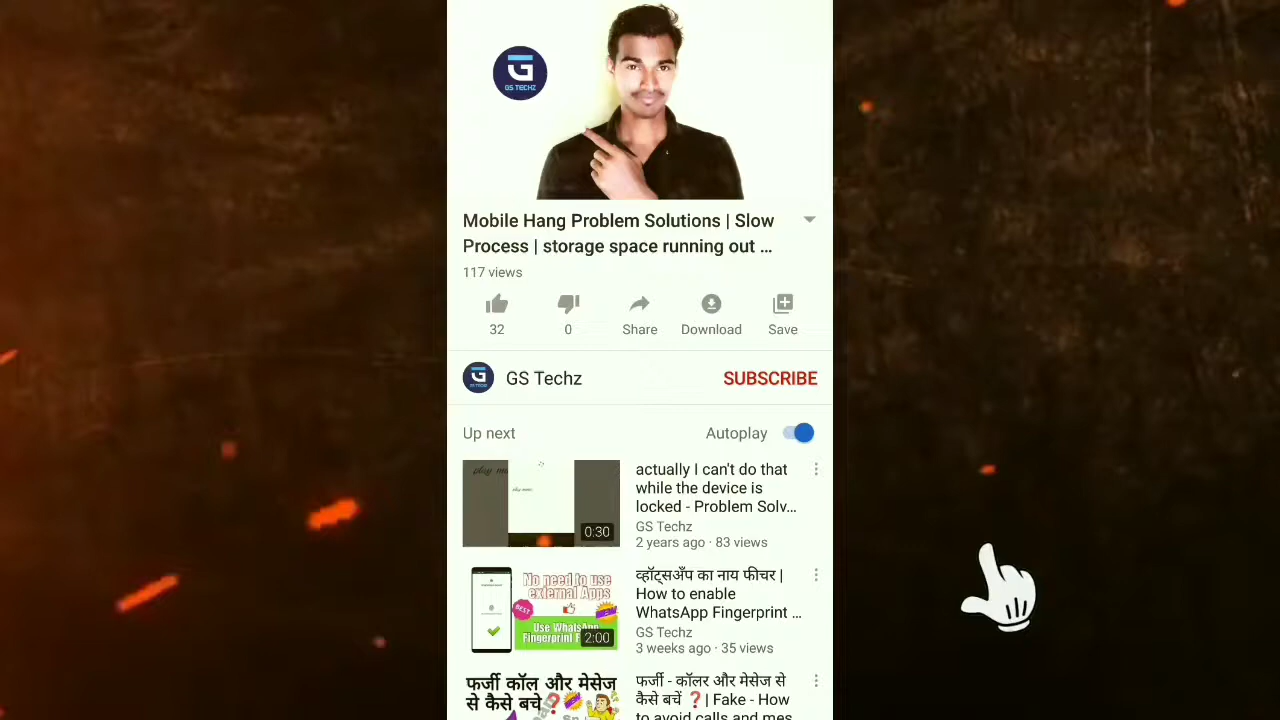 G
GS TECHZ
Mobile Hang Problem Solutions | Slow
Process | storage space running out ...
117 views
32
0
Share
Download
Save
GS Techz
SUBSCRIBE
Up next
Autoplay
0:30
actually I can't do that
while the device is
locked - Problem Solv...
GS Techz
2 years ago · 83 views
No need to use
external Apps
BEST
Use WhatsApp
Fingerprint
2:00
व्हॉट्सअँप का नाय फीचर |
How to enable
WhatsApp Fingerprint ...
GS Techz
3 weeks ago · 35 views
फर्जी कॉल और मेसेज
से कैसे बचे ?
फर्जी - कॉलर और मेसेज से
कैसे बचें ❓| Fake - How
to avoid calls and mes